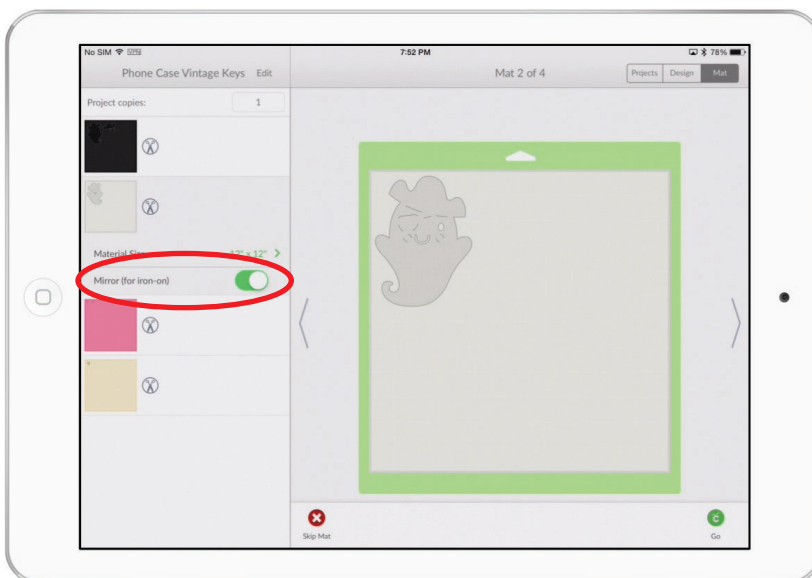 No SIM
VPN
7:52 PM
78%
Phone Case Vintage Keys Edit
Mat 2 of 4
Projects Design Mat
Project copies: 1
Material Size 12" x 12"
Mirror (for iron-on)
Skip Mat
C
Go